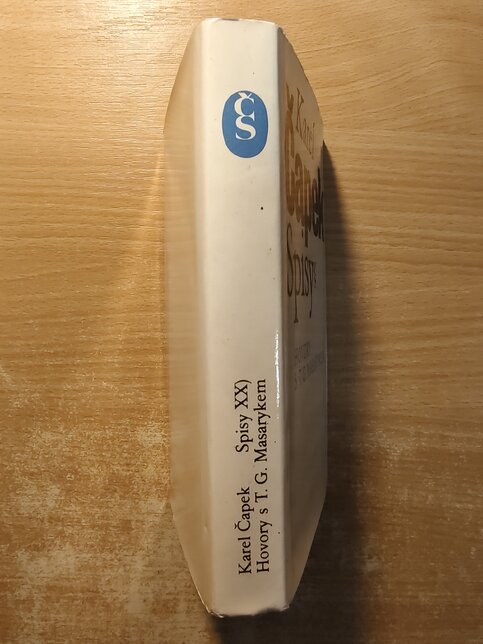 ČS
Karel Čapek Spisy XX)
Hovory s T. G. Masarykem
Karel
Čapek
Spisy